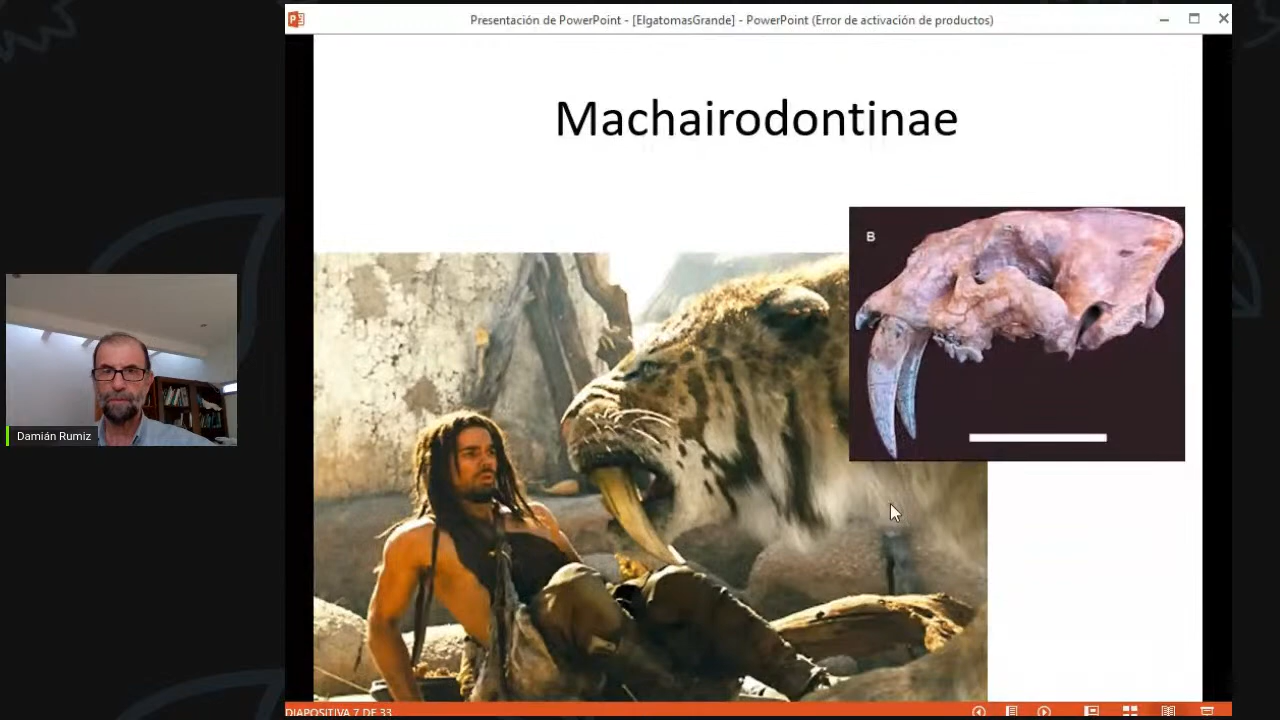 Presentación de PowerPoint - [ElgatomasGrande] - PowerPoint (Error de activación de productos)
Machairodontinae
B
Damián Rumiz
DIAPOSITIVA 7 DE 33